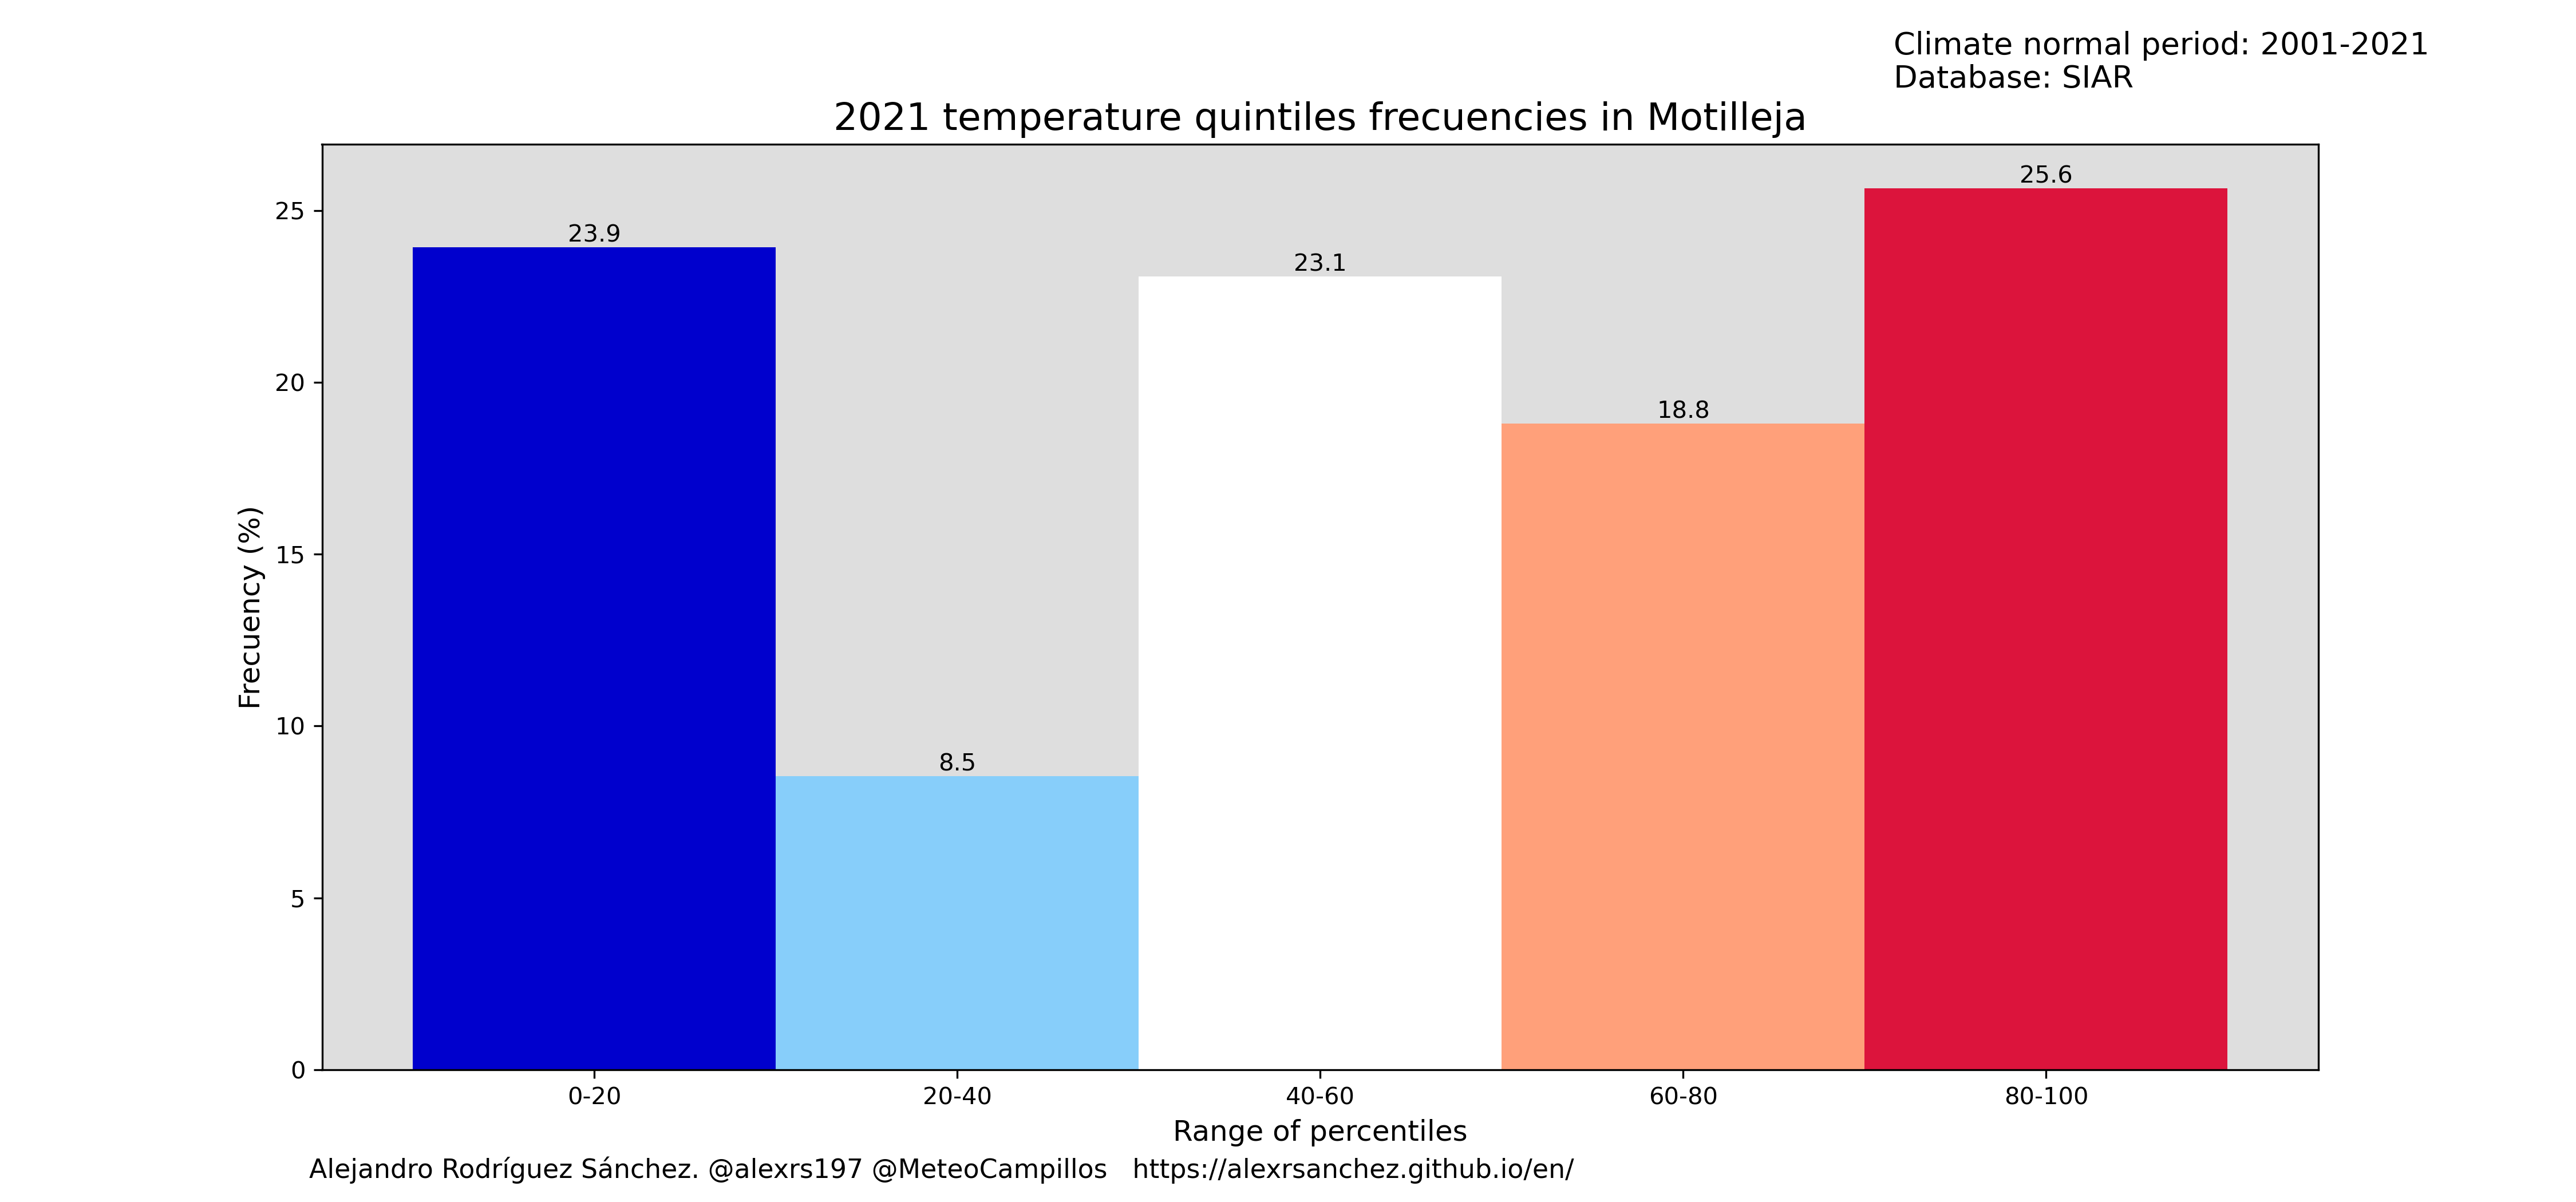 Climate normal period: 2001-2021
Database: SIAR
2021 temperature quintiles frecuencies in Motilleja
25.6
25
23.9
23.1
20
18.8
Frecuency (%)
15
10
8.5
5
0
0-20 20-40 40-60 60-80 80-100
Range of percentiles
Alejandro Rodríguez Sánchez. @alexrs197 @MeteoCampillos https://alexrsanchez.github.io/en/